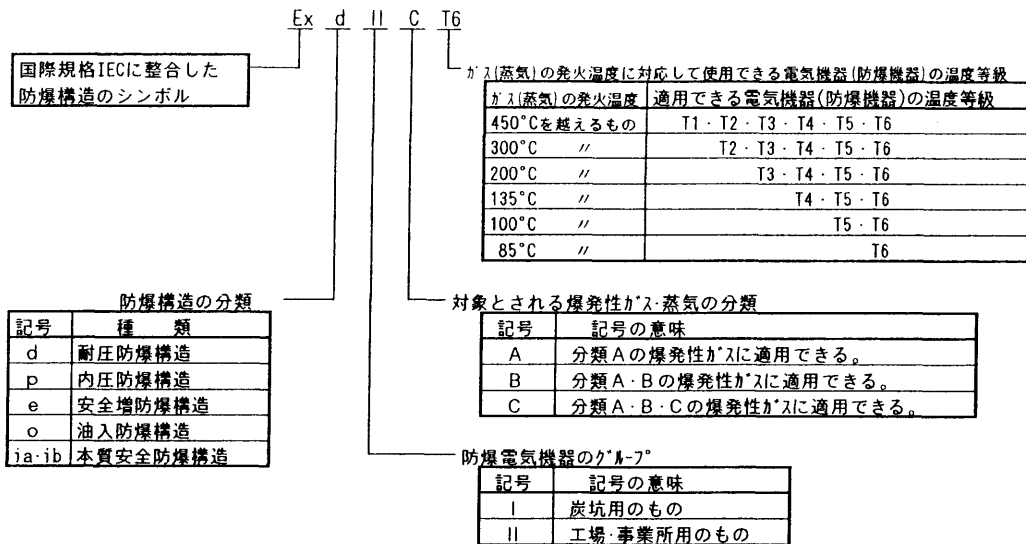 Ex d II C T6
国際規格IECに整合した
防爆構造のシンボル
ガス(蒸気)の発火温度に対応して使用できる電気機器(防爆機器)の温度等級
ガス(蒸気)の発火温度 適用できる電気機器(防爆機器)の温度等級
450°Cを越えるもの T1・T2・T3・T4・T5・T6
300°C 〃 T2・T3・T4・T5・T6
200°C 〃 T3・T4・T5・T6
135°C 〃 T4・T5・T6
100°C 〃 T5・T6
85°C 〃 T6
防爆構造の分類
記号 種 類
d 耐圧防爆構造
p 内圧防爆構造
e 安全増防爆構造
o 油入防爆構造
ia・ib 本質安全防爆構造
対象とされる爆発性ガス・蒸気の分類
記号 記号の意味
A 分類Aの爆発性ガスに適用できる。
B 分類A・Bの爆発性ガスに適用できる。
C 分類A・B・Cの爆発性ガスに適用できる。
防爆電気機器のグループ
記号 記号の意味
I 炭坑用のもの
II 工場・事業所用のもの